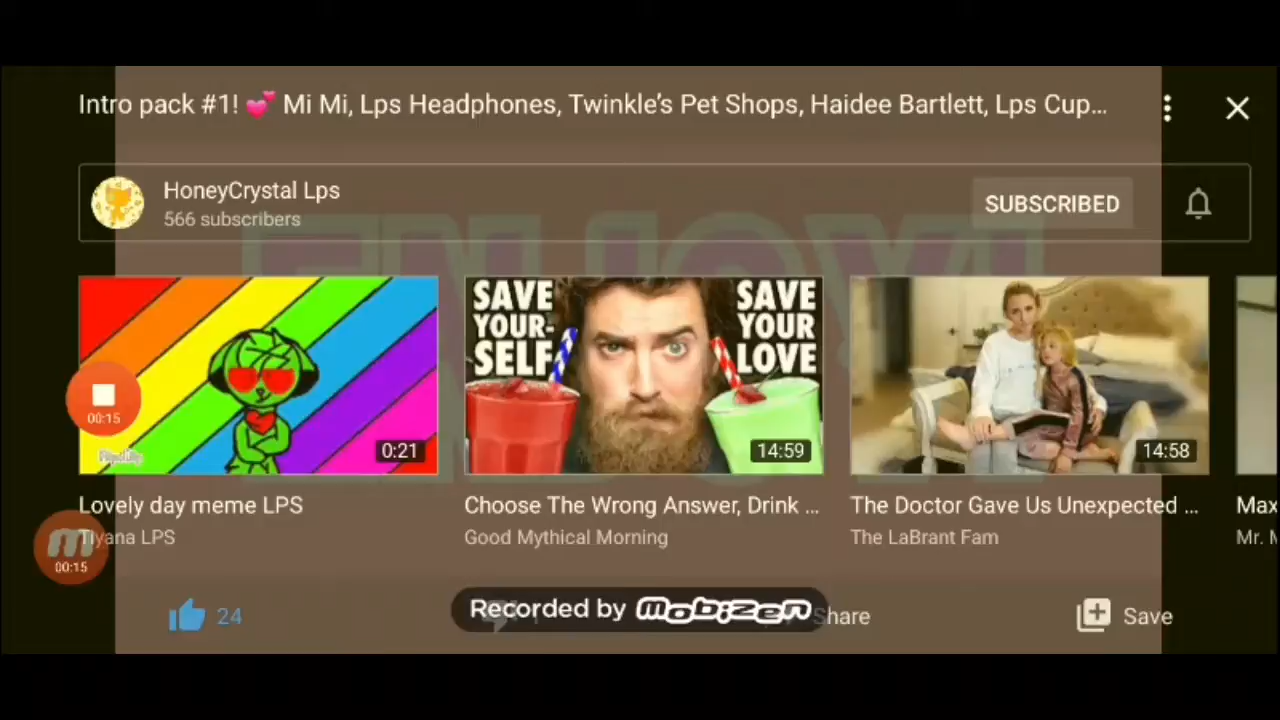 Intro pack #1! 💕 Mi Mi, Lps Headphones, Twinkle's Pet Shops, Haidee Bartlett, Lps Cup...
HoneyCrystal Lps
566 subscribers
SUBSCRIBED
ENJOY!
SAVE YOUR-SELF
SAVE YOUR LOVE
00:15
0:21
14:59
14:58
Lovely day meme LPS
Choose The Wrong Answer, Drink ...
The Doctor Gave Us Unexpected ...
Max
Tiyana LPS
Good Mythical Morning
The LaBrant Fam
Mr. M
00:15
24
Recorded by mobizen
Share
Save